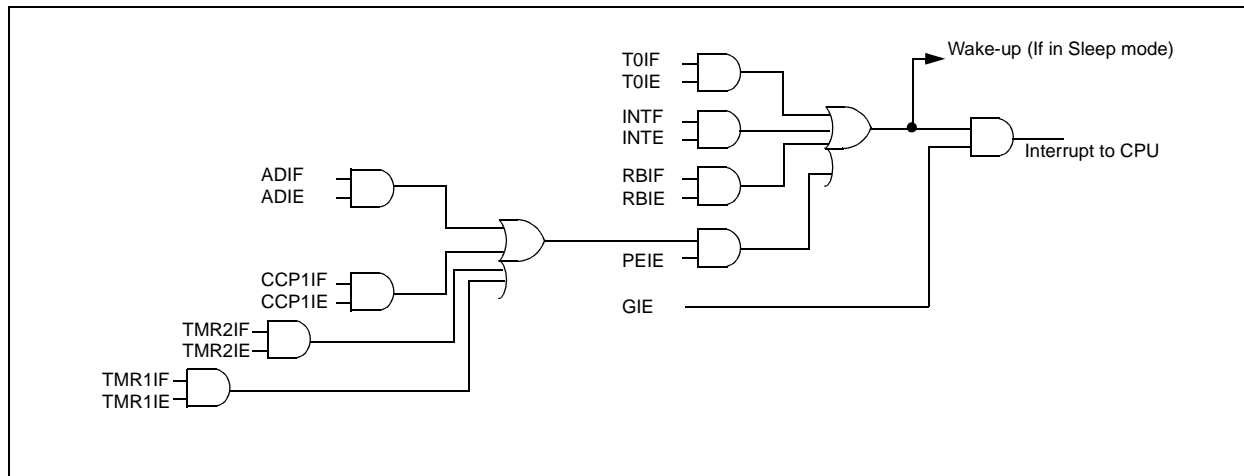 Wake-up (If in Sleep mode)
T0IF
T0IE
INTF
INTE
Interrupt to CPU
RBIF
RBIE
ADIF
ADIE
PEIE
CCP1IF
CCP1IE
GIE
TMR2IF
TMR2IE
TMR1IF
TMR1IE